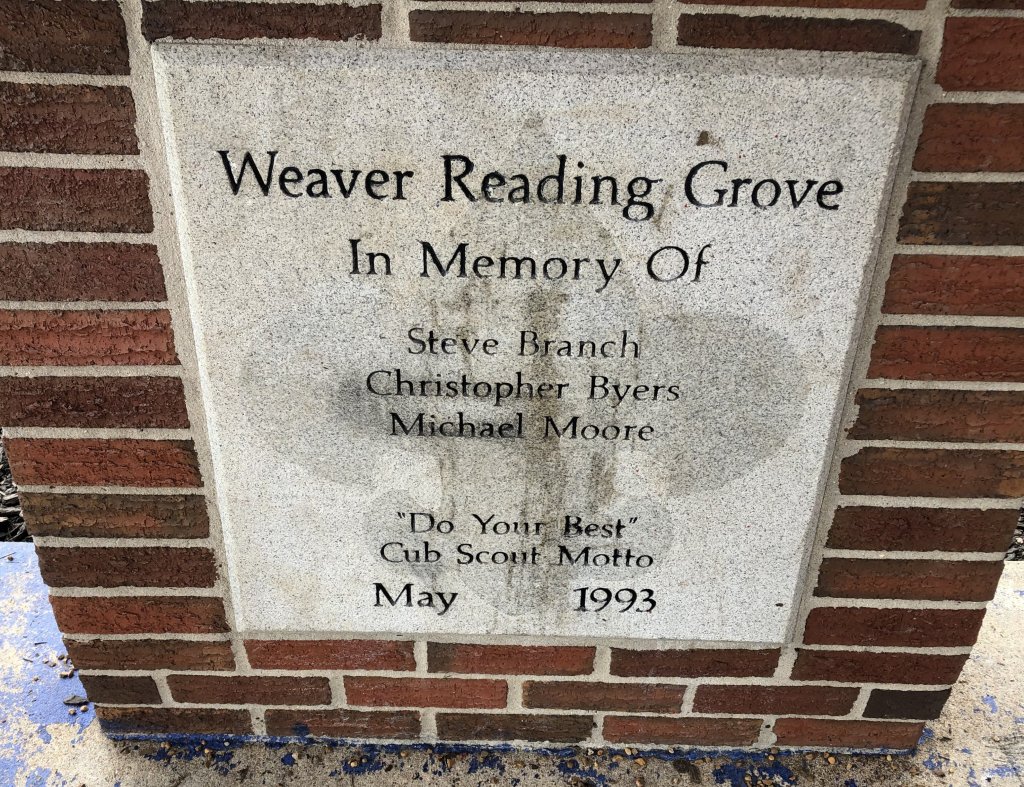 Weaver Reading Grove
In Memory Of
Steve Branch
Christopher Byers
Michael Moore
"Do Your Best"
Cub Scout Motto
May 1993